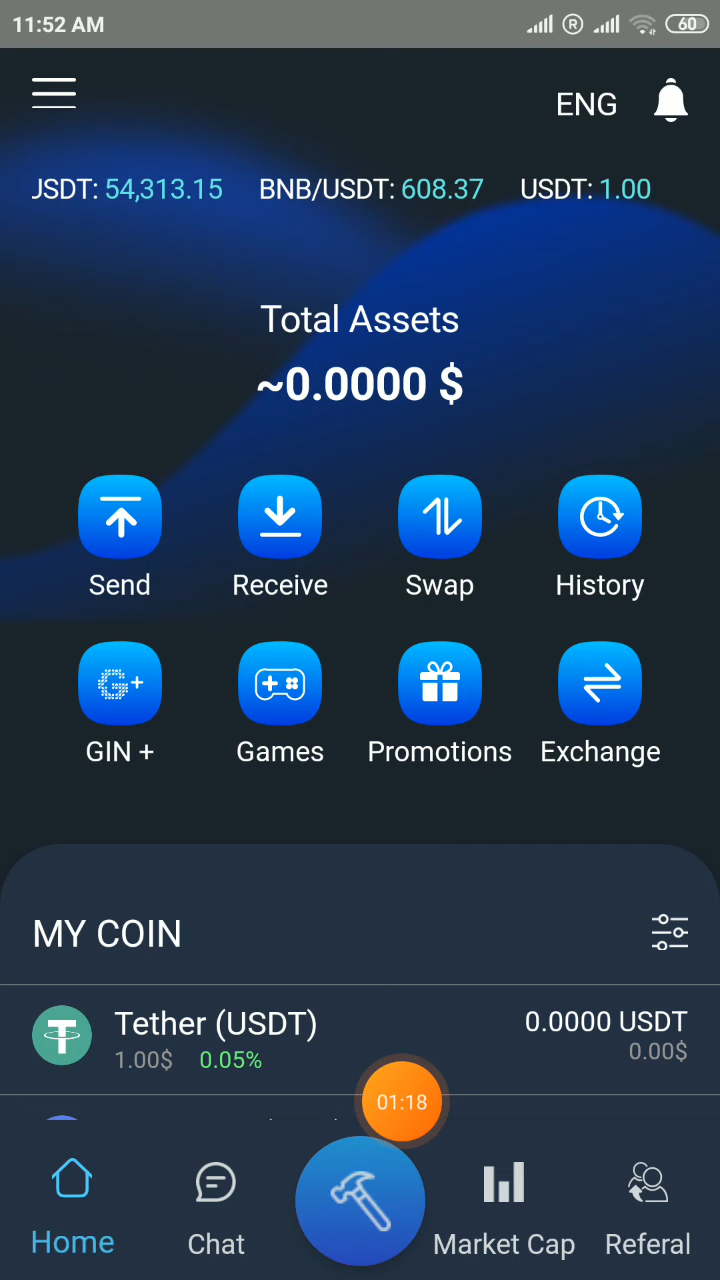 11:52 AM
R
60
ENG
JSDT: 54,313.15 BNB/USDT: 608.37 USDT: 1.00
Total Assets
~0.0000 $
Send Receive Swap History
G+
GIN + Games Promotions Exchange
MY COIN
Tether (USDT) 0.0000 USDT
1.00$ 0.05% 0.00$
01:18
Home Chat Market Cap Referal